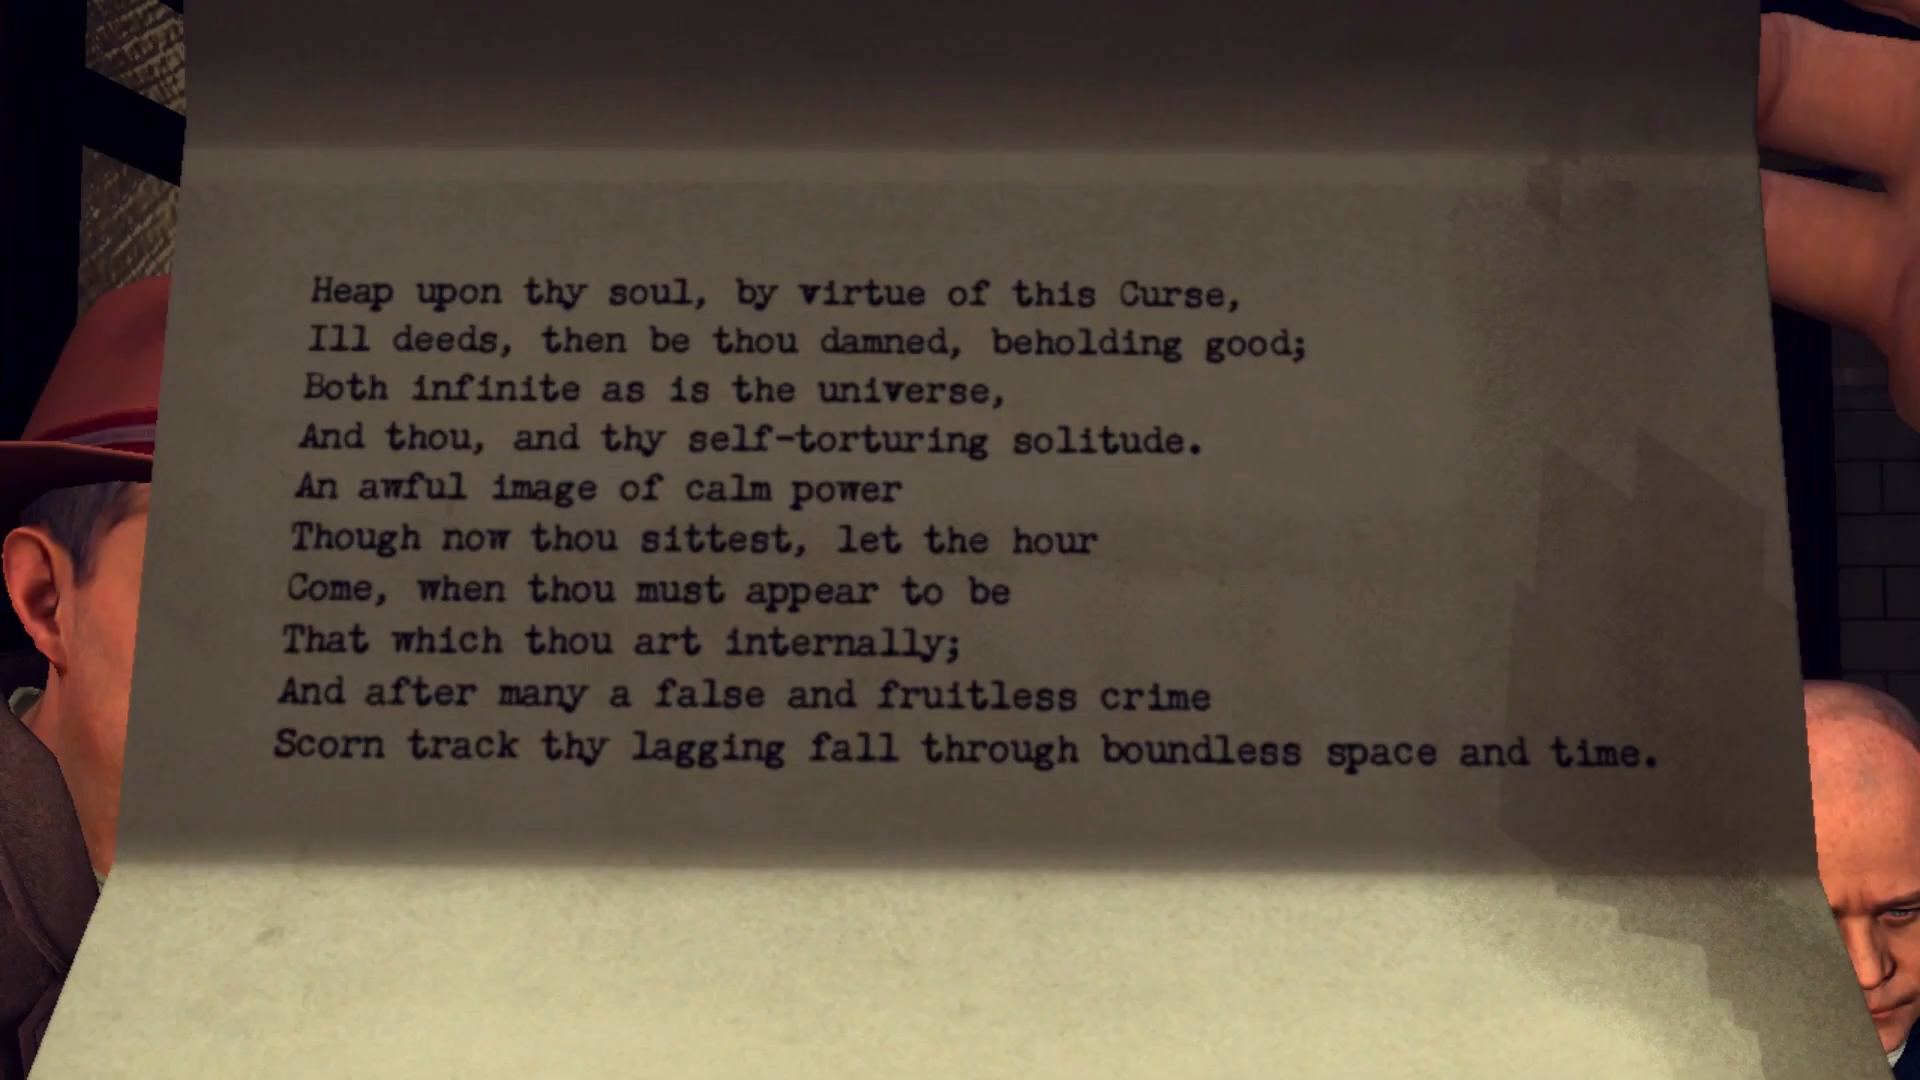 Heap upon thy soul, by virtue of this Curse,
Ill deeds, then be thou damned, beholding good;
Both infinite as is the universe,
And thou, and thy self-torturing solitude.
An awful image of calm power
Though now thou sittest, let the hour
Come, when thou must appear to be
That which thou art internally;
And after many a false and fruitless crime
Scorn track thy lagging fall through boundless space and time.